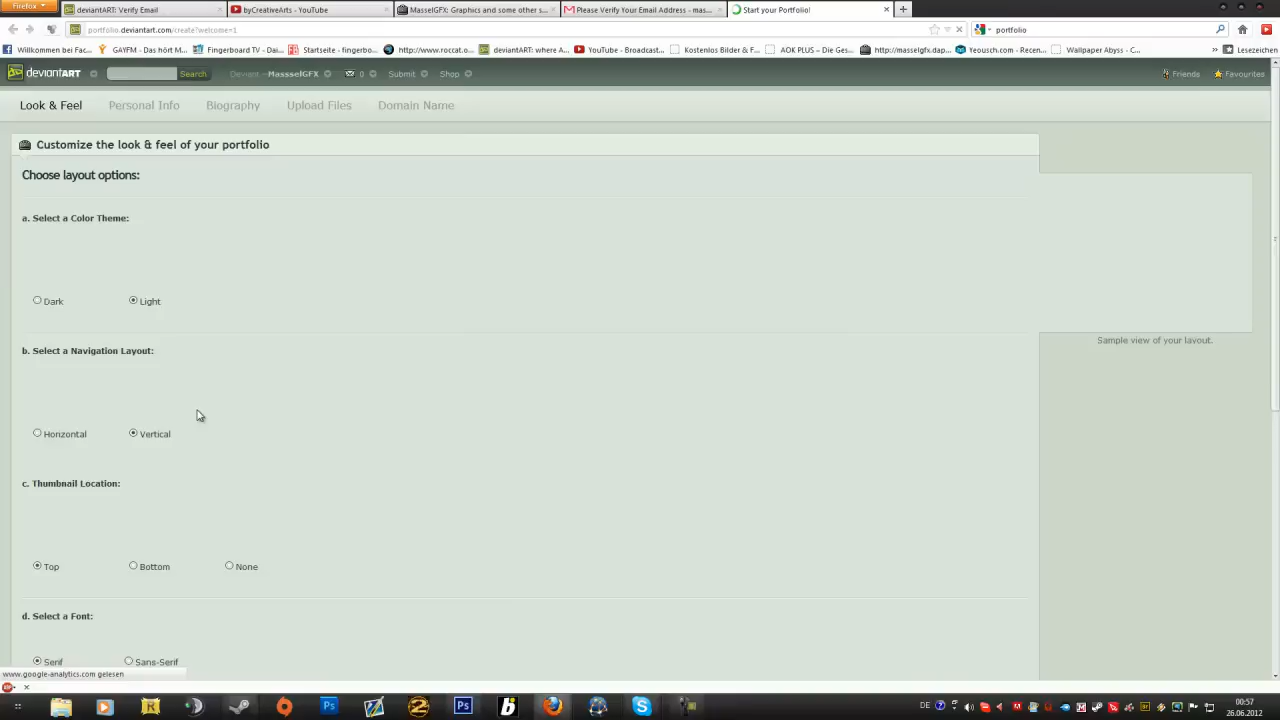 Firefox
deviantART: Verify Email
byCreativeArts - YouTube
MasselGFX: Graphics and some other s...
Please Verify Your Email Address - mas...
Start your Portfolio!
portfolio.deviantart.com/create?welcome=1
portfolio
Willkommen bei Fac...
GAYFM - Das hört M...
Fingerboard TV - Dai...
Startseite - fingerbo...
http://www.roccat.o...
deviantART: where A...
YouTube - Broadcast...
Kostenlos Bilder & F...
AOK PLUS – Die Ges...
http://masselgfx.dap...
Yeousch.com - Recen...
Wallpaper Abyss - C...
Lesezeichen
deviantART
Search
Deviant
MassselGFX
0
Submit
Shop
Friends
Favourites
Look & Feel
Personal Info
Biography
Upload Files
Domain Name
Customize the look & feel of your portfolio
Choose layout options:
a. Select a Color Theme:
Dark
Light
Sample view of your layout.
b. Select a Navigation Layout:
Horizontal
Vertical
c. Thumbnail Location:
Top
Bottom
None
d. Select a Font:
Serif
Sans-Serif
www.google-analytics.com gelesen
DE
00:57
26.06.2012